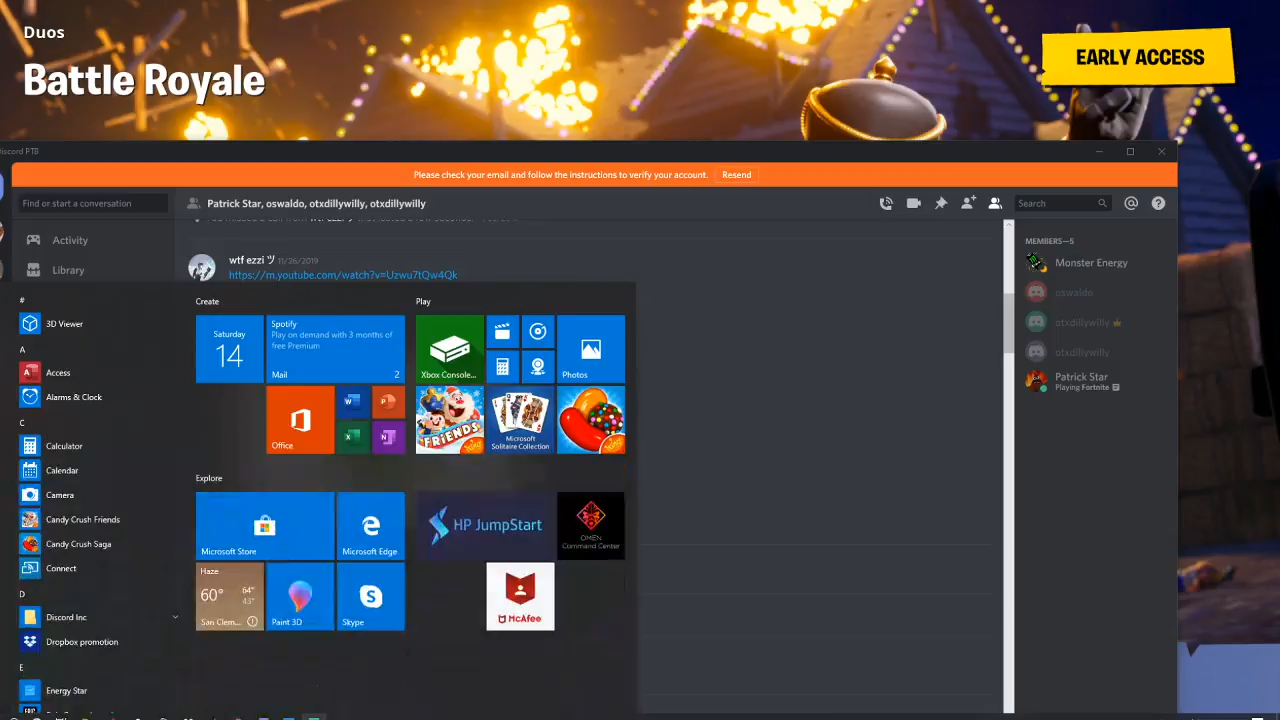 Duos
Battle Royale
EARLY ACCESS
Discord PTB
Please check your email and follow the instructions to verify your account. Resend
Find or start a conversation
Patrick Star, oswaldo, otxdillywilly, otxdillywilly
Search
Activity
Library
wtf ezzi ツ 11/26/2019
https://m.youtube.com/watch?v=Uzwu7tQw4Qk
MEMBERS—5
Monster Energy
oswaldo
otxdillywilly
otxdillywilly
Patrick Star
Playing Fortnite
#
3D Viewer
A
Access
Alarms & Clock
C
Calculator
Calendar
Camera
Candy Crush Friends
Candy Crush Saga
Connect
D
Discord Inc
Dropbox promotion
E
Energy Star
Create
Saturday
14
Spotify
Play on demand with 3 months of
free Premium
Mail 2
Office
Play
Xbox Console...
Photos
FRIENDS
King
Microsoft
Solitaire Collection
King
Explore
Microsoft Store
Microsoft Edge
HP JumpStart
OMEN
Command Center
Haze
60°
64°
43°
San Clem...
Paint 3D
Skype
McAfee